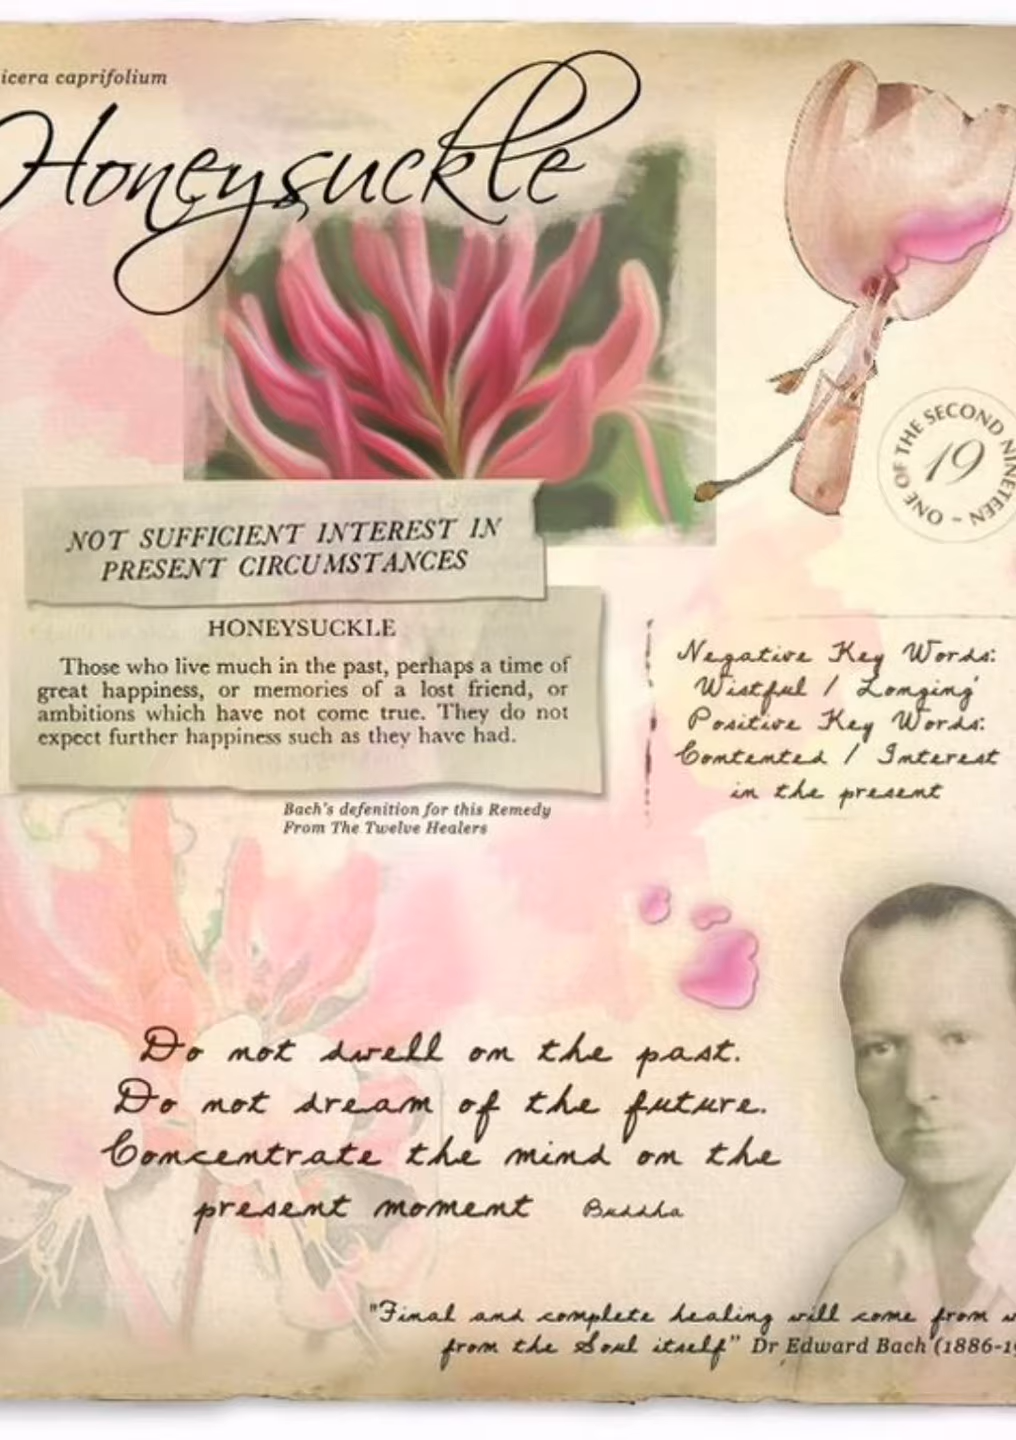 icera caprifolium
Honeysuckle
ONE OF THE SECOND NINETEEN ~
19
NOT SUFFICIENT INTEREST IN
PRESENT CIRCUMSTANCES
HONEYSUCKLE
Those who live much in the past, perhaps a time of
great happiness, or memories of a lost friend, or
ambitions which have not come true. They do not
expect further happiness such as they have had.
Bach's defenition for this Remedy
From The Twelve Healers
Negative Key Words:
Wistful / Longing'
Positive Key Words:
Contented / Interest
in the present
Do not dwell on the past.
Do not dream of the future.
Concentrate the mind on the
present moment Buddha
"Final and complete healing will come from w
from the Soul itself" Dr Edward Bach (1886-19